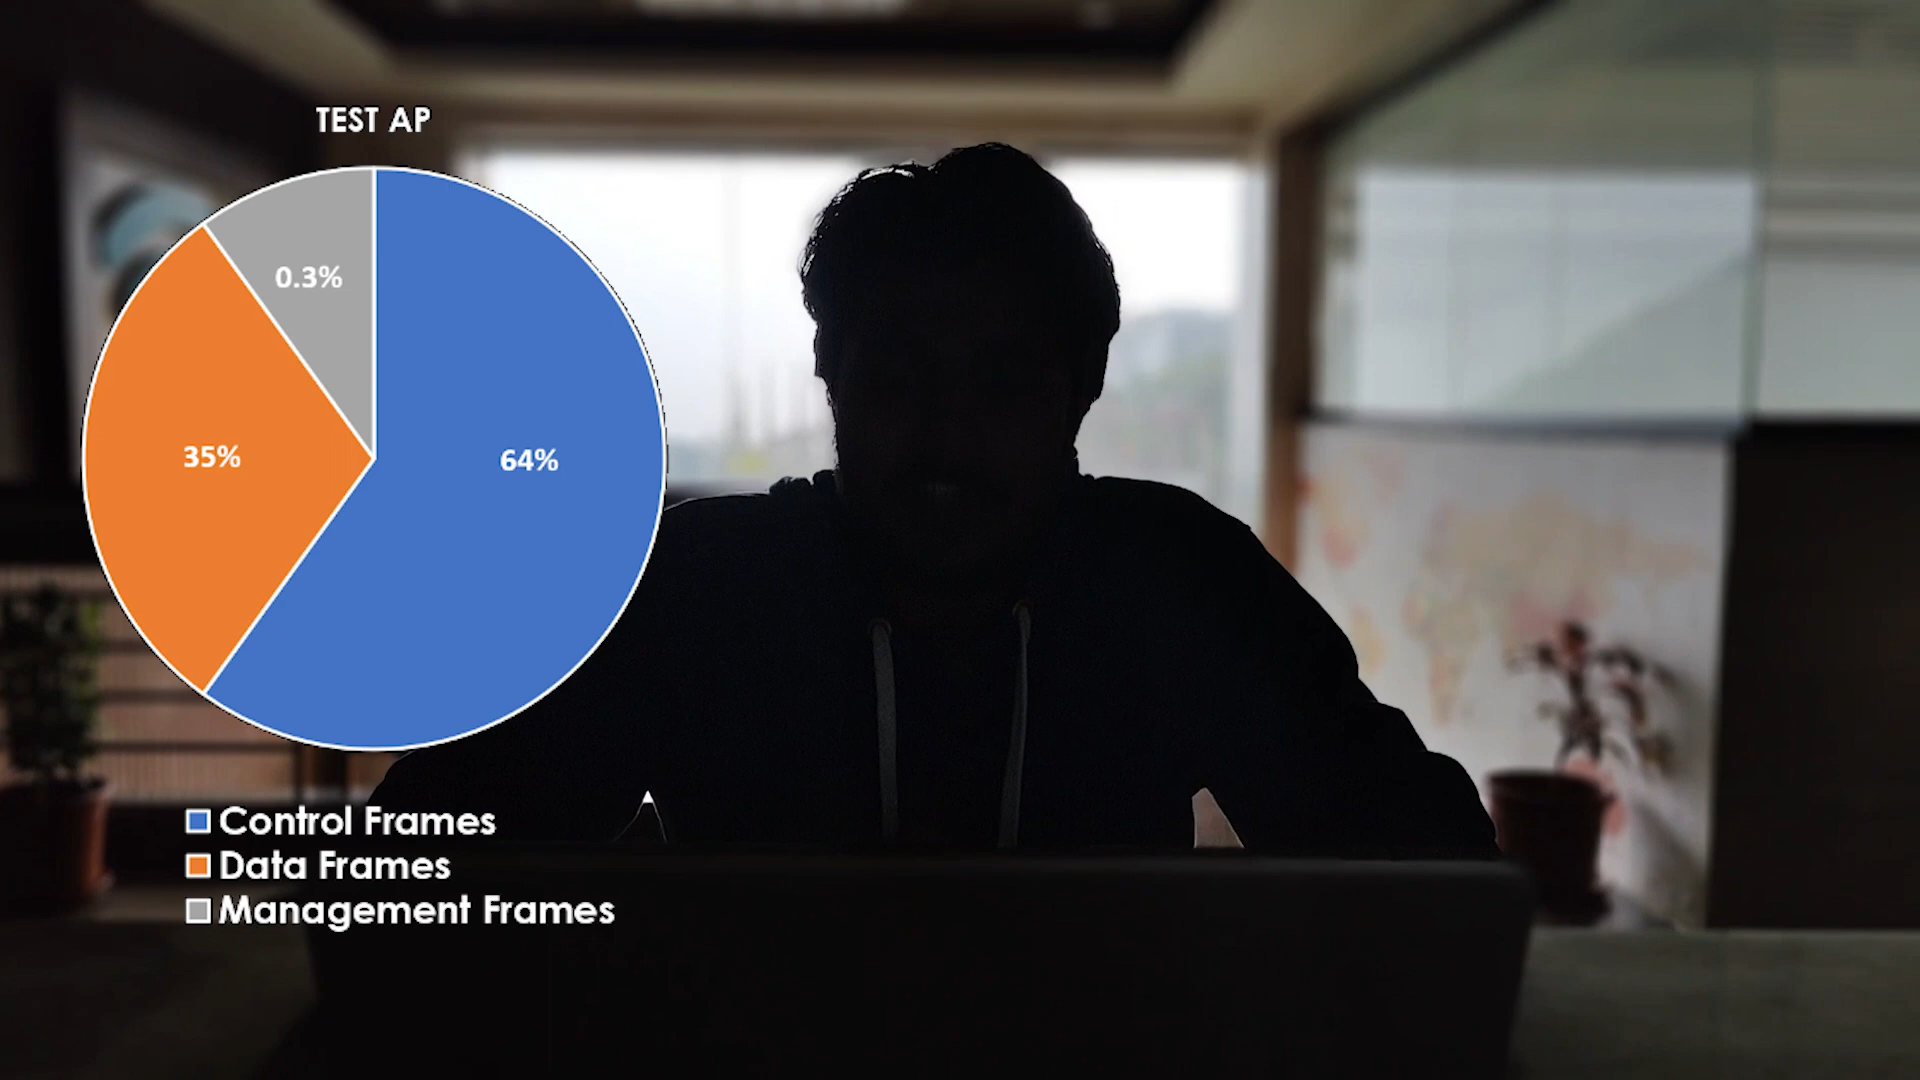 TEST AP
0.3%
35%
64%
Control Frames
Data Frames
Management Frames